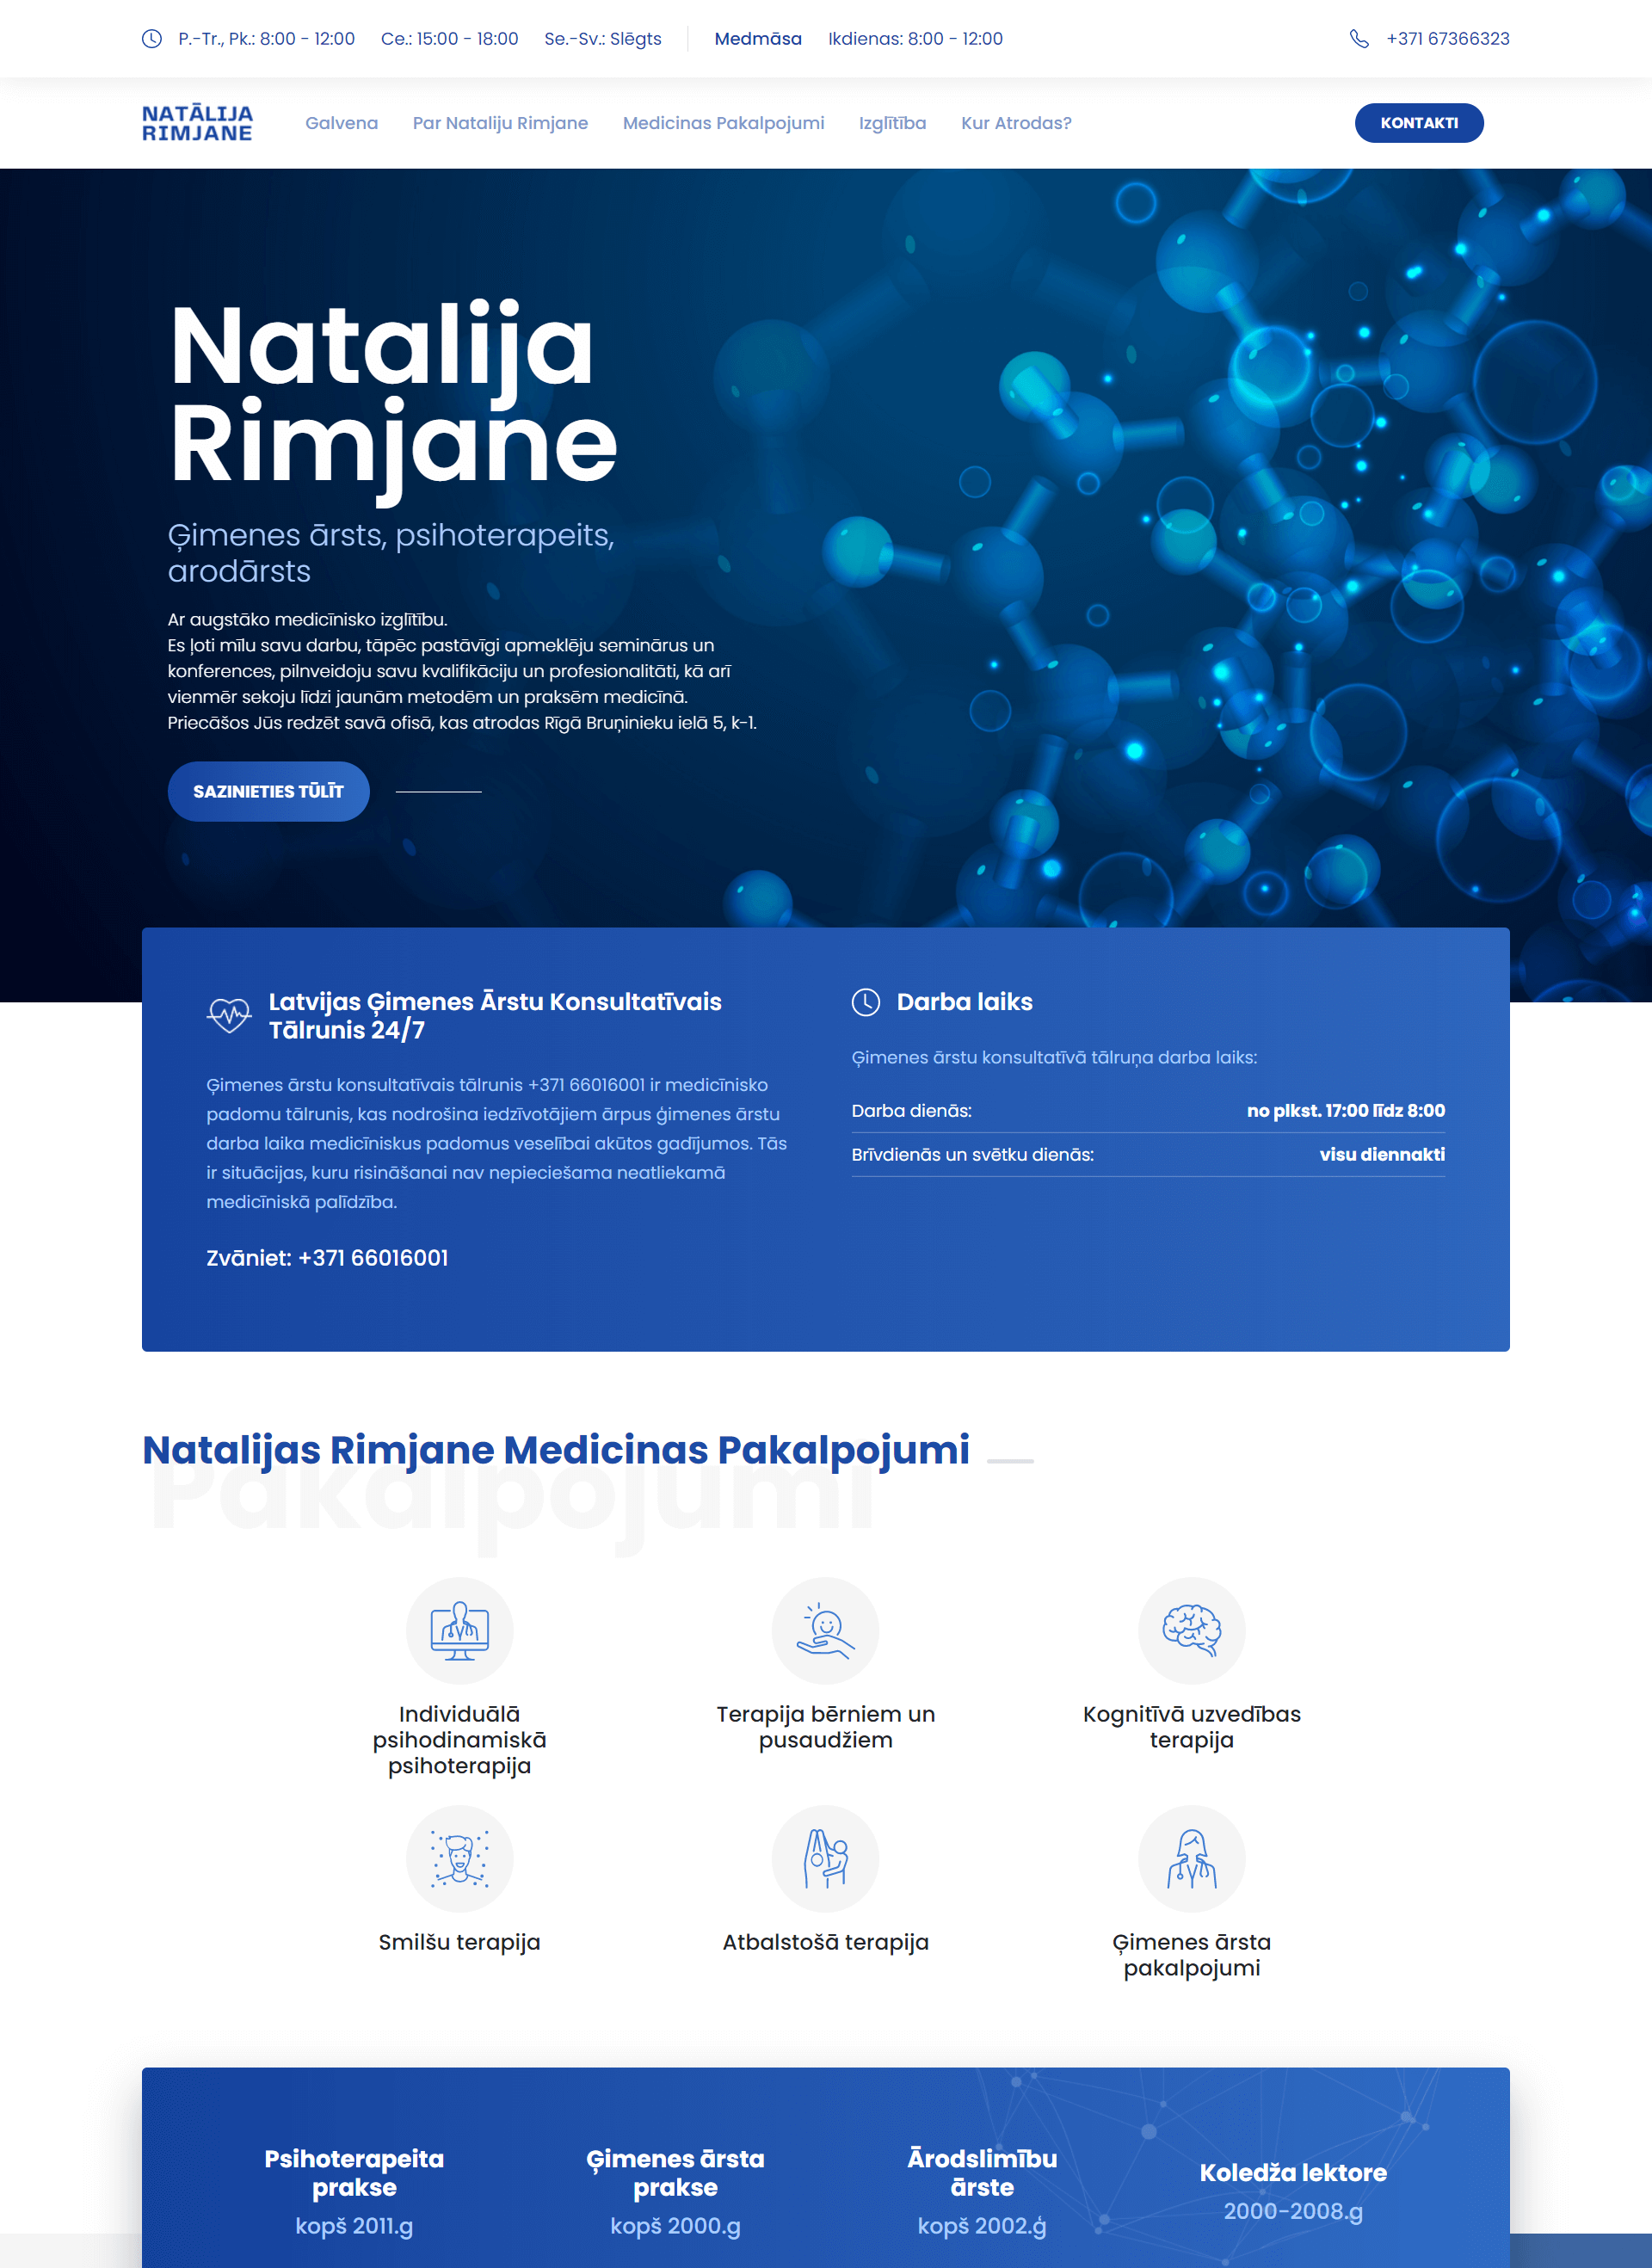 P.-Tr., Pk.: 8:00 - 12:00 Ce.: 15:00 - 18:00 Se.-Sv.: Slēgts Medmāsa Ikdienas: 8:00 - 12:00 +371 67366323
NATĀLIJA
RIMJANE
Galvena Par Nataliju Rimjane Medicinas Pakalpojumi Izglītība Kur Atrodas? KONTAKTI
Natalija
Rimjane
Ģimenes ārsts, psihoterapeits,
arodārsts
Ar augstāko medicīnisko izglītību.
Es ļoti mīlu savu darbu, tāpēc pastāvīgi apmeklēju seminārus un
konferences, pilnveidoju savu kvalifikāciju un profesionalitāti, kā arī
vienmēr sekoju līdzi jaunām metodēm un praksēm medicīnā.
Priecāšos Jūs redzēt savā ofisā, kas atrodas Rīgā Bruņinieku ielā 5, k-1.
SAZINIETIES TŪLĪT
Latvijas Ģimenes Ārstu Konsultatīvais
Tālrunis 24/7
Ģimenes ārstu konsultatīvais tālrunis +371 66016001 ir medicīnisko
padomu tālrunis, kas nodrošina iedzīvotājiem ārpus ģimenes ārstu
darba laika medicīniskus padomus veselībai akūtos gadījumos. Tās
ir situācijas, kuru risināšanai nav nepieciešama neatliekamā
medicīniskā palīdzība.
Zvāniet: +371 66016001
Darba laiks
Ģimenes ārstu konsultatīvā tālruņa darba laiks:
Darba dienās: no plkst. 17:00 līdz 8:00
Brīvdienās un svētku dienās: visu diennakti
Natalijas Rimjane Medicinas Pakalpojumi
Pakalpojumi
Individuālā
psihodinamiskā
psihoterapija
Terapija bērniem un
pusaudžiem
Kognitīvā uzvedības
terapija
Smilšu terapija
Atbalstošā terapija
Ģimenes ārsta
pakalpojumi
Psihoterapeita
prakse
kopš 2011.g
Ģimenes ārsta
prakse
kopš 2000.g
Ārodslimību
ārste
kopš 2002.ģ
Koledža lektore
2000-2008.g